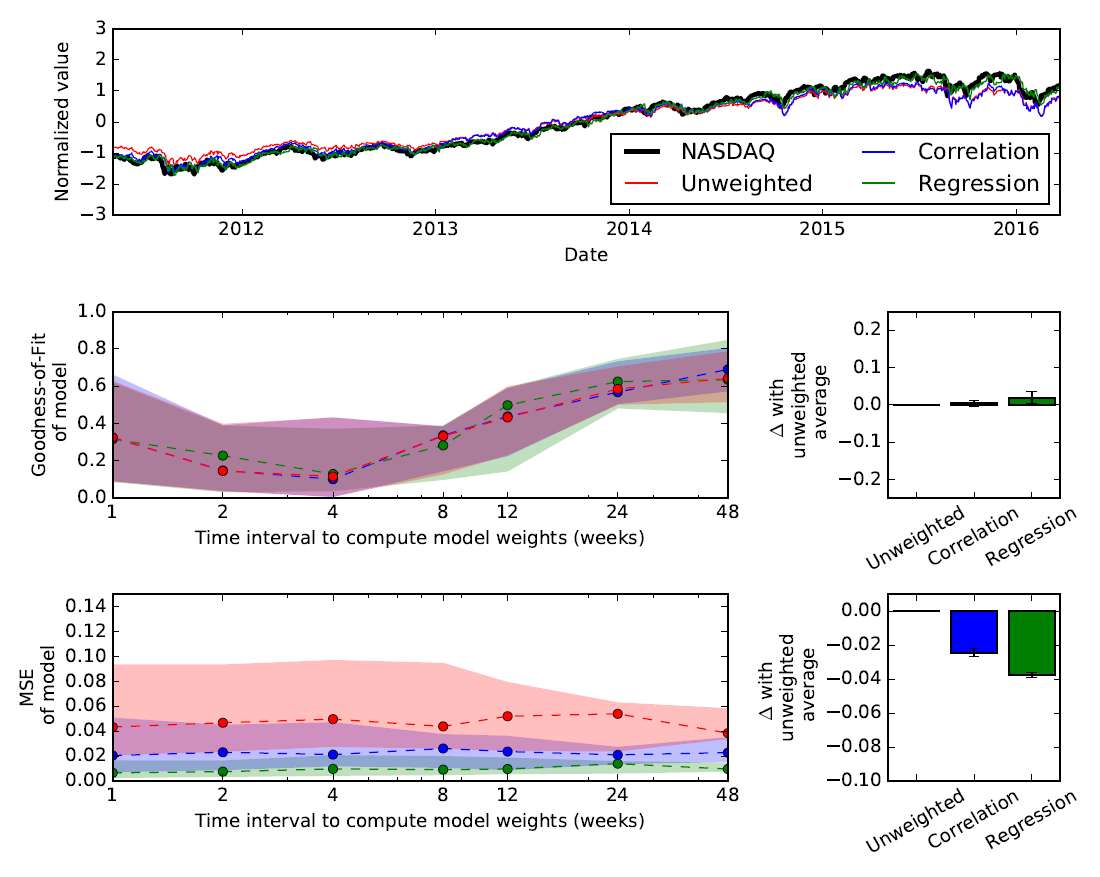 3
2
1
0
−1
−2
−3
Normalized value
NASDAQ
Unweighted
Correlation
Regression
2012 2013 2014 2015 2016
Date
1.0
0.8
0.6
0.4
0.2
0.0
Goodness-of-Fit
of model
1 2 4 8 12 24 48
Time interval to compute model weights (weeks)
0.2
0.1
0.0
−0.1
−0.2
Δ with
unweighted
average
Unweighted
Correlation
Regression
0.14
0.12
0.10
0.08
0.06
0.04
0.02
0.00
MSE
of model
1 2 4 8 12 24 48
Time interval to compute model weights (weeks)
0.00
−0.02
−0.04
−0.06
−0.08
−0.10
Δ with
unweighted
average
Unweighted
Correlation
Regression